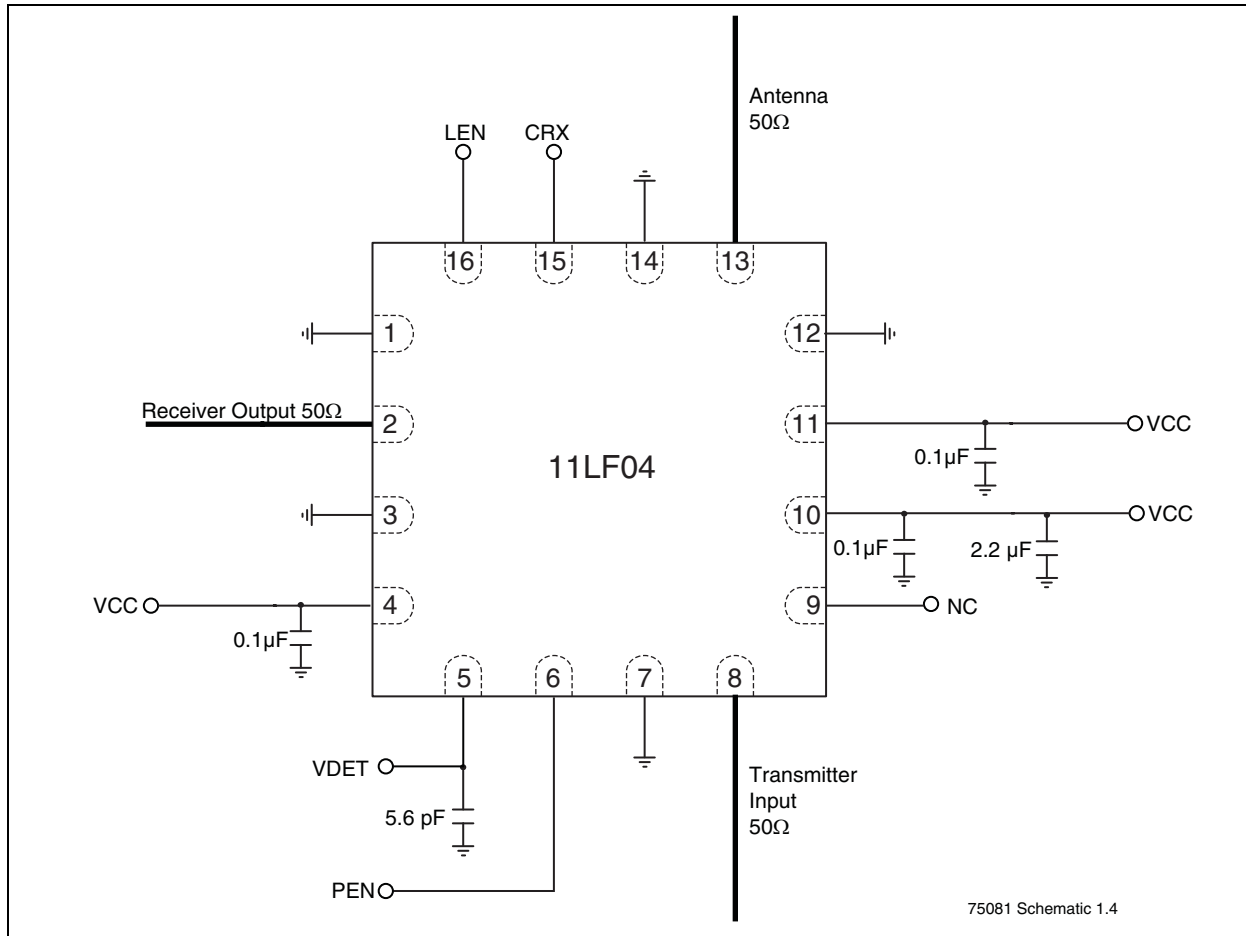 Antenna
50Ω
LEN
CRX
16
15
14
13
1
12
Receiver Output 50Ω
2
11
VCC
0.1µF
11LF04
3
10
VCC
0.1µF
2.2 µF
VCC
4
9
NC
0.1µF
5
6
7
8
VDET
5.6 pF
Transmitter
Input
50Ω
PEN
75081 Schematic 1.4